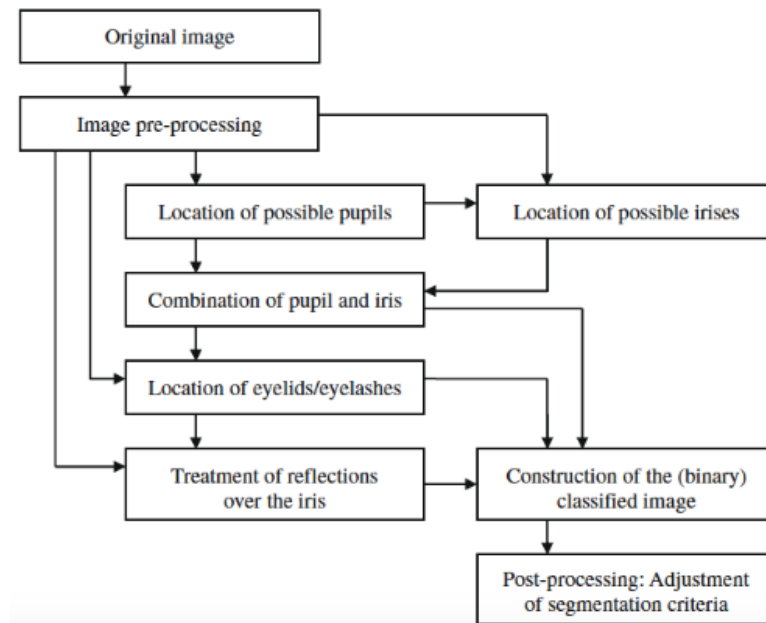 Original image
Image pre-processing
Location of possible pupils
Location of possible irises
Combination of pupil and iris
Location of eyelids/eyelashes
Treatment of reflections
over the iris
Construction of the (binary)
classified image
Post-processing: Adjustment
of segmentation criteria